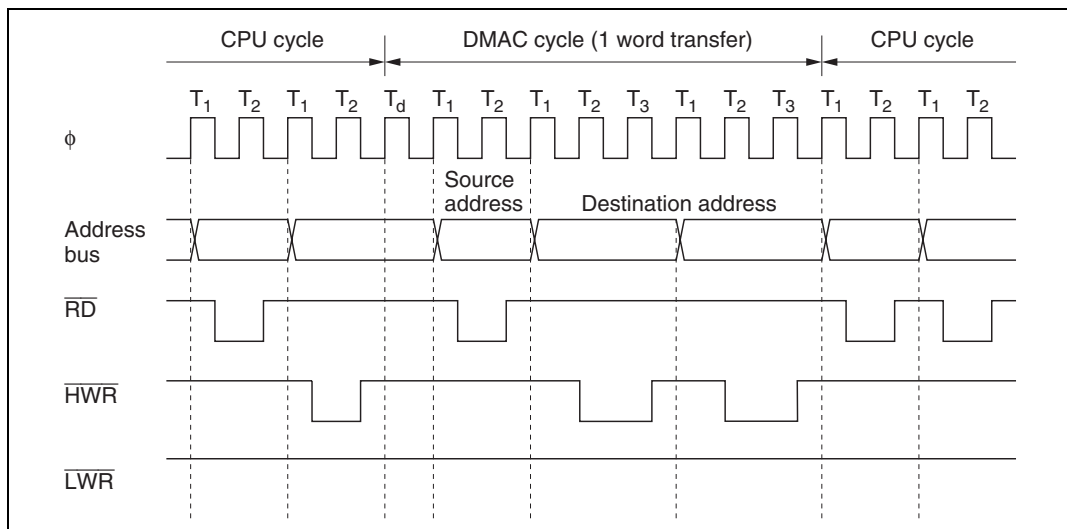 CPU cycle DMAC cycle (1 word transfer) CPU cycle
T1 T2 T1 T2 Td T1 T2 T1 T2 T3 T1 T2 T3 T1 T2 T1 T2
ϕ
Source
address Destination address
Address
bus
RD
HWR
LWR